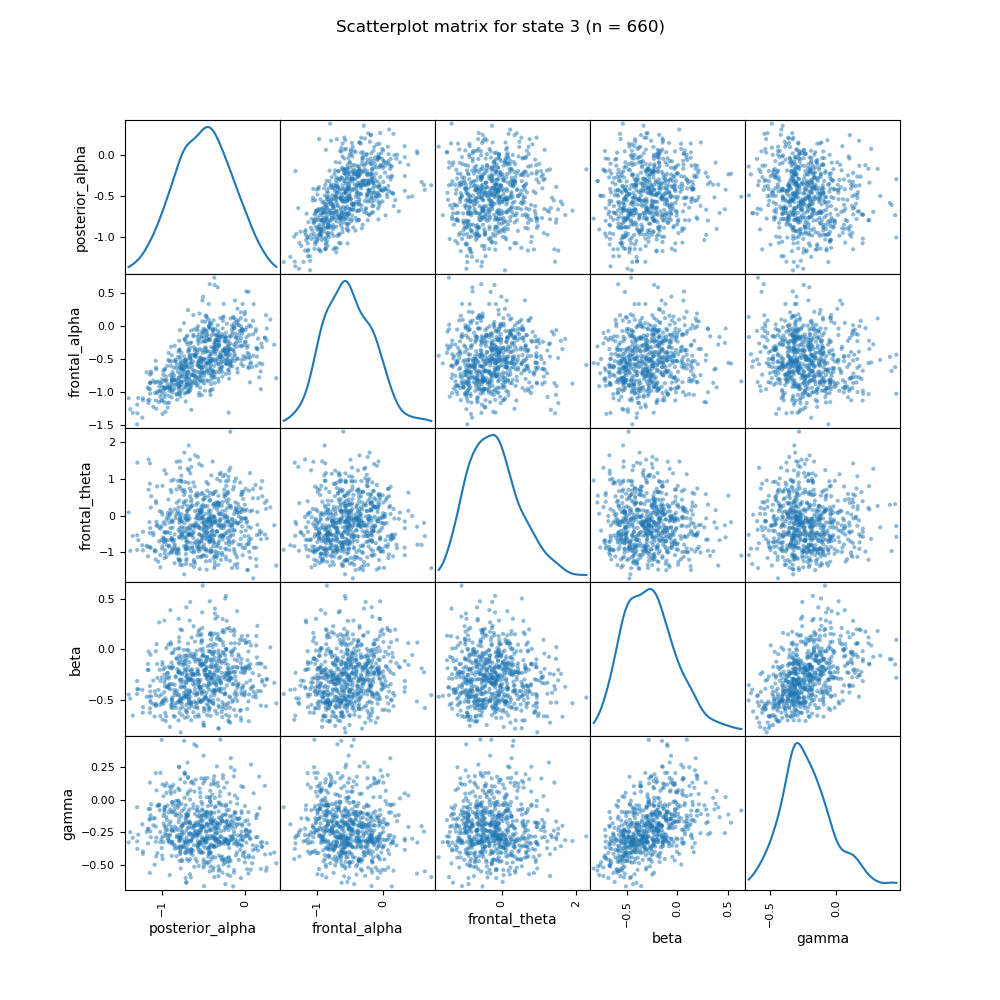 Scatterplot matrix for state 3 (n = 660)
posterior_alpha
0.0
−0.5
−1.0
frontal_alpha
0.5
0.0
−0.5
−1.0
−1.5
frontal_theta
2
1
0
−1
beta
0.5
0.0
−0.5
gamma
0.25
0.00
−0.25
−0.50
−1 0 −1 0 0 2 −0.5 0.0 0.5 −0.5 0.0
posterior_alpha frontal_alpha frontal_theta beta gamma